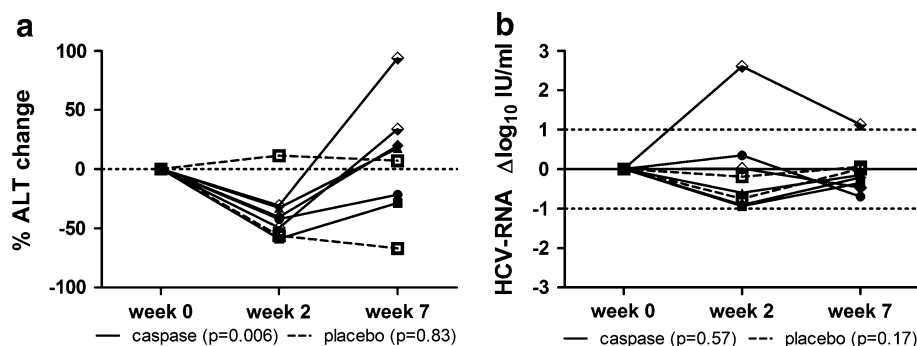 a
% ALT change
100
50
0
-50
-100
week 0
week 2
week 7
caspase (p=0.006)
placebo (p=0.83)
b
HCV-RNA Δlog10 IU/ml
3
2
1
0
-1
-2
-3
week 0
week 2
week 7
caspase (p=0.57)
placebo (p=0.17)